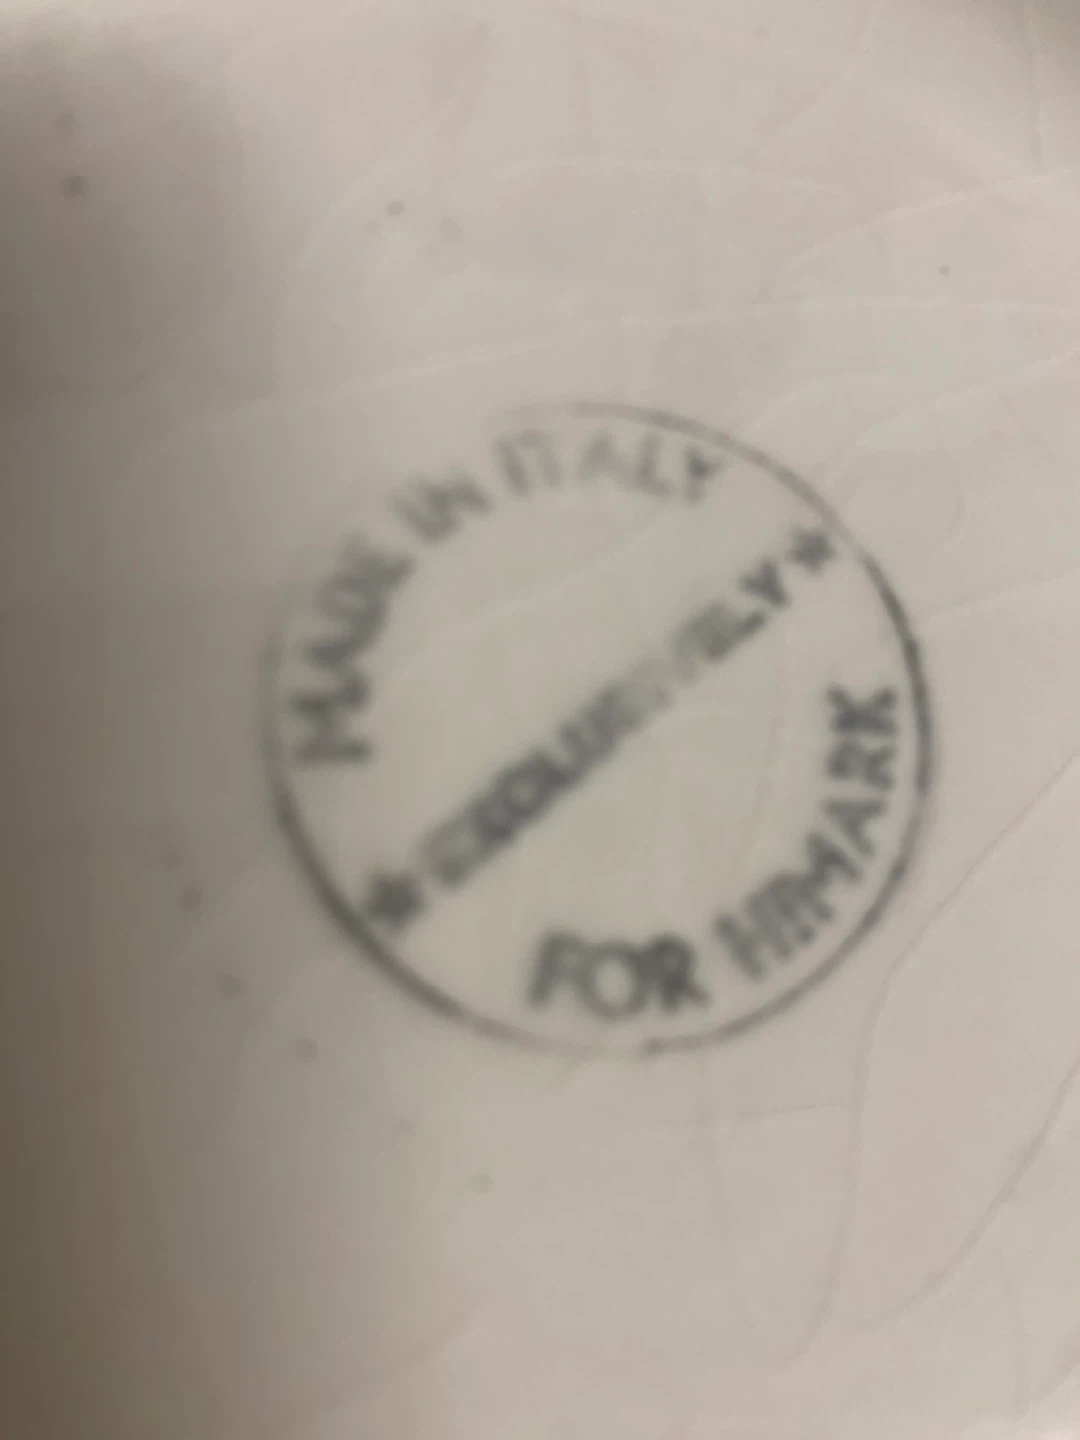 MADE IN ITALY
★ EXCLUSIVELY ★
FOR HIMARK